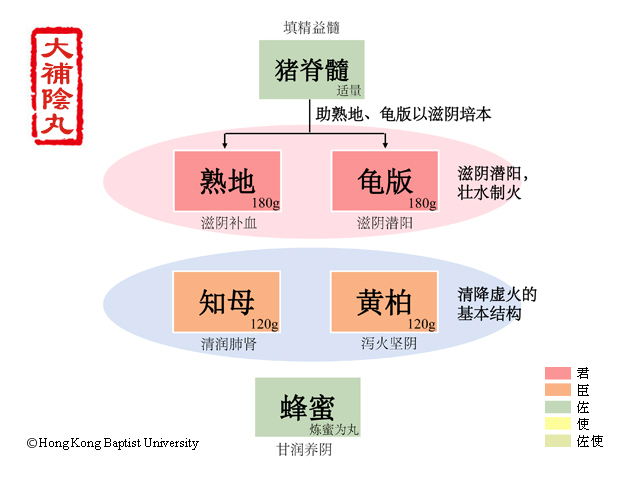 大補陰丸
填精益髓
猪脊髓
适量
助熟地、龟版以滋阴培本
熟地
180g
滋阴补血
龟版
180g
滋阴潜阳
滋阴潜阳，
壮水制火
知母
120g
清润肺肾
黄柏
120g
泻火坚阴
清降虚火的
基本结构
蜂蜜
炼蜜为丸
甘润养阴
君
臣
佐
使
佐使
©Hong Kong Baptist University